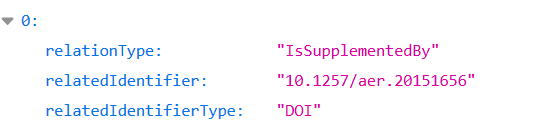 0:
relationType: "IsSupplementedBy"
relatedIdentifier: "10.1257/aer.20151656"
relatedIdentifierType: "DOI"